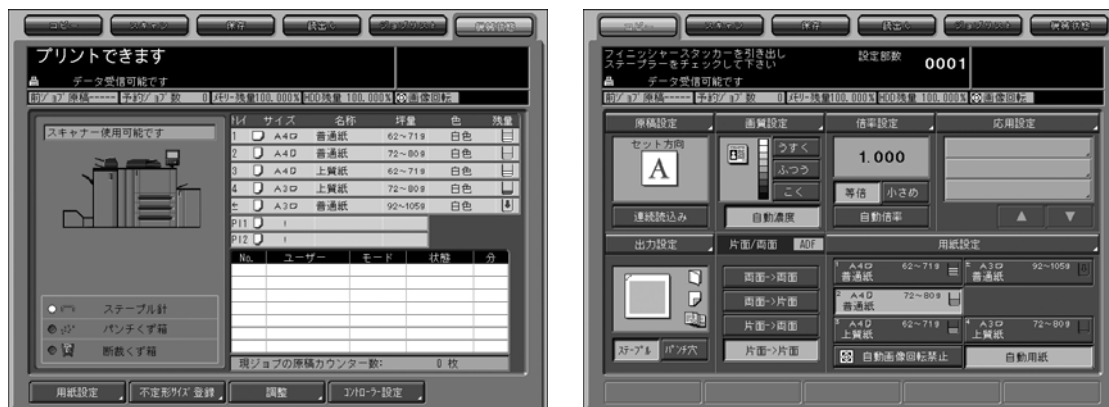 コピー スキャン 保存 読出し ジョブリスト 機械状態
プリントできます
データ受信可能です
前ｼﾞｮﾌﾞ原稿----- 予約ｼﾞｮﾌﾞ数 0 ﾒﾓﾘｰ残量100.000% HDD残量 100.000% 画像回転
スキャナー使用可能です
ﾄﾚｲ サイズ 名称 坪量 色 残量
1 A4 普通紙 62～71g 白色
2 A4 普通紙 72～80g 白色
3 A4 上質紙 62～71g 白色
4 A3 上質紙 72～80g 白色
A3 普通紙 92～105g 白色
PI1
PI2
No. ユーザー モード 状態 分
ステープル針
パンチくず箱
断裁くず箱
現ジョブの原稿カウンター数: 0 枚
用紙設定 不定形ｻｲｽﾞ登録 調整 ｺﾝﾄﾛｰﾗｰ設定
コピー スキャン 保存 読出し ジョブリスト 機械状態
フィニッシャースタッカーを引き出し
ステープラーをチェックして下さい
設定部数 0001
データ受信可能です
前ｼﾞｮﾌﾞ原稿----- 予約ｼﾞｮﾌﾞ数 0 ﾒﾓﾘｰ残量100.000% HDD残量 100.000% 画像回転
原稿設定 画質設定 倍率設定 応用設定
セット方向
A
うすく
ふつう
こく
1.000
等倍 小さめ
連続読込み 自動濃度 自動倍率
出力設定 片面/両面 ADF 用紙設定
両面->両面
両面->片面
片面->両面
片面->片面
ｽﾃｰﾌﾟﾙ ﾊﾟﾝﾁ穴
1 A4 62～71g
普通紙
A3 92～105g
普通紙
2 A4 72～80g
普通紙
3 A4 62～71g
上質紙
4 A3 72～80g
上質紙
自動画像回転禁止 自動用紙